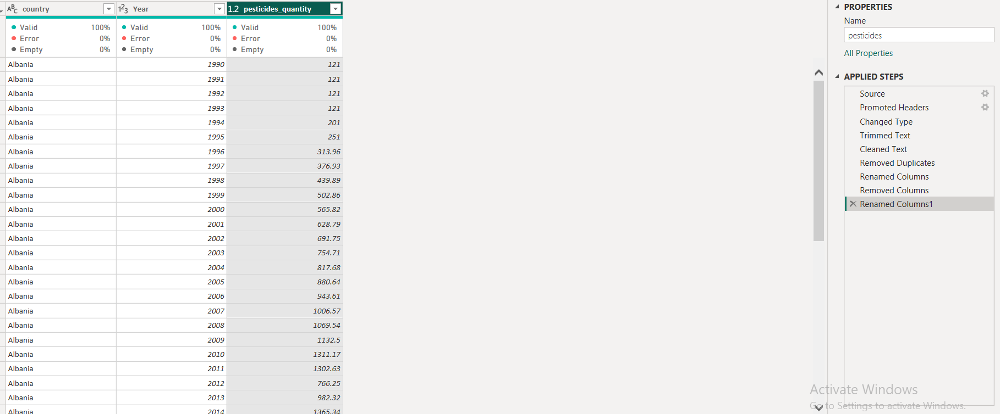 ABC country 123 Year 1.2 pesticides_quantity
Valid 100% Valid 100% Valid 100%
Error 0% Error 0% Error 0%
Empty 0% Empty 0% Empty 0%
Albania 1990 121
Albania 1991 121
Albania 1992 121
Albania 1993 121
Albania 1994 201
Albania 1995 251
Albania 1996 313.96
Albania 1997 376.93
Albania 1998 439.89
Albania 1999 502.86
Albania 2000 565.82
Albania 2001 628.79
Albania 2002 691.75
Albania 2003 754.71
Albania 2004 817.68
Albania 2005 880.64
Albania 2006 943.61
Albania 2007 1006.57
Albania 2008 1069.54
Albania 2009 1132.5
Albania 2010 1311.17
Albania 2011 1302.63
Albania 2012 766.25
Albania 2013 982.32
Albania 2014 1365.34
PROPERTIES
Name
pesticides
All Properties
APPLIED STEPS
Source
Promoted Headers
Changed Type
Trimmed Text
Cleaned Text
Removed Duplicates
Renamed Columns
Removed Columns
Renamed Columns1
Activate Windows
Go to Settings to activate Windows.